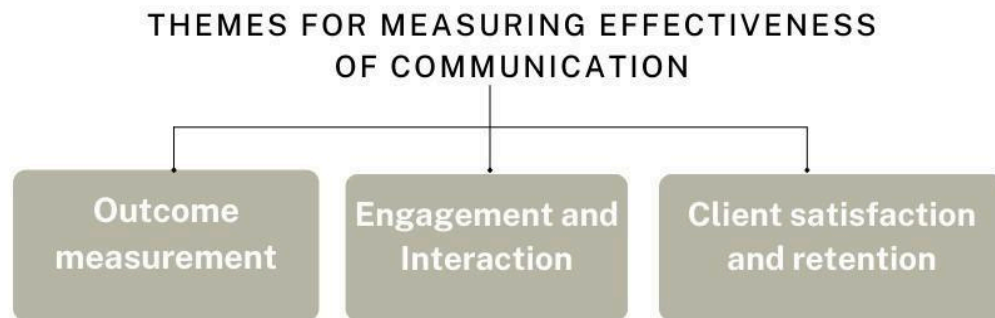 THEMES FOR MEASURING EFFECTIVENESS
OF COMMUNICATION
Outcome
measurement
Engagement and
Interaction
Client satisfaction
and retention